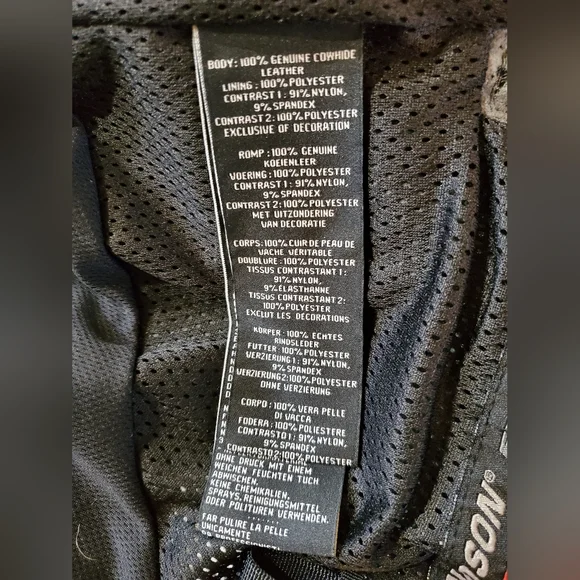 BODY: 100% GENUINE COWHIDE
LEATHER
LINING: 100% POLYESTER
CONTRAST 1: 91% NYLON,
9% SPANDEX
CONTRAST 2: 100% POLYESTER
EXCLUSIVE OF DECORATION
ROMP: 100% GENUINE
KOEIENLEER
VOERING: 100% POLYESTER
CONTRAST 1: 91% NYLON,
9% SPANDEX
CONTRAST 2: 100% POLYESTER
MET UITZONDERING
VAN DECORATIE
CORPS: 100% CUIR DE PEAU DE
VACHE VÉRITABLE
DOUBLURE: 100% POLYESTER
TISSUS CONTRASTANT 1:
91% NYLON,
9% ÉLASTHANNE
TISSUS CONTRASTANT 2:
100% POLYESTER
EXCLUT LES DÉCORATIONS
KÖRPER: 100% ECHTES
RINDSLEDER
FUTTER: 100% POLYESTER
VERZIERUNG 1: 91% NYLON,
9% SPANDEX
VERZIERUNG 2: 100% POLYESTER
OHNE VERZIERUNG
CORPO: 100% VERA PELLE
DI VACCA
FODERA: 100% POLIESTERE
CONTRASTO 1: 91% NYLON,
9% SPANDEX
CONTRASTO 2: 100% POLYESTER
OHNE DRUCK MIT EINEM
WEICHEN FEUCHTEN TUCH
ABWISCHEN.
KEINE CHEMIKALIEN,
SPRAYS, REINIGUNGSMITTEL
ODER POLITUREN VERWENDEN.
FAR PULIRE LA PELLE
UNICAMENTE